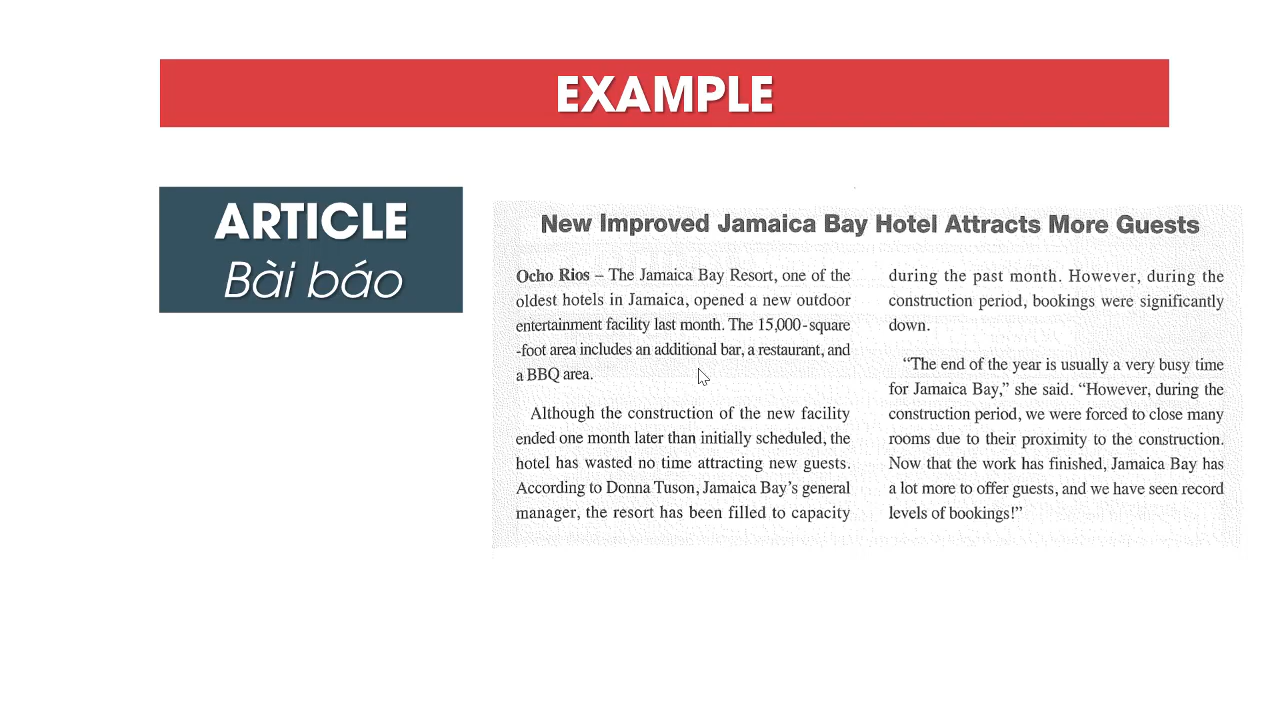 EXAMPLE
ARTICLE
Bài báo
New Improved Jamaica Bay Hotel Attracts More Guests
Ocho Rios – The Jamaica Bay Resort, one of the
oldest hotels in Jamaica, opened a new outdoor
entertainment facility last month. The 15,000-square
-foot area includes an additional bar, a restaurant, and
a BBQ area.
Although the construction of the new facility
ended one month later than initially scheduled, the
hotel has wasted no time attracting new guests.
According to Donna Tuson, Jamaica Bay's general
manager, the resort has been filled to capacity
during the past month. However, during the
construction period, bookings were significantly
down.
“The end of the year is usually a very busy time
for Jamaica Bay,” she said. “However, during the
construction period, we were forced to close many
rooms due to their proximity to the construction.
Now that the work has finished, Jamaica Bay has
a lot more to offer guests, and we have seen record
levels of bookings!”